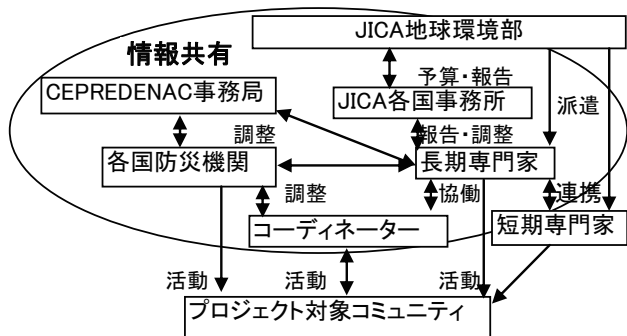 JICA地球環境部
情報共有
予算・報告
CEPREDENAC事務局
JICA各国事務所
派遣
調整
報告・調整
各国防災機関
長期専門家
調整
協働
連携
コーディネーター
短期専門家
活動
活動
活動
プロジェクト対象コミュニティ